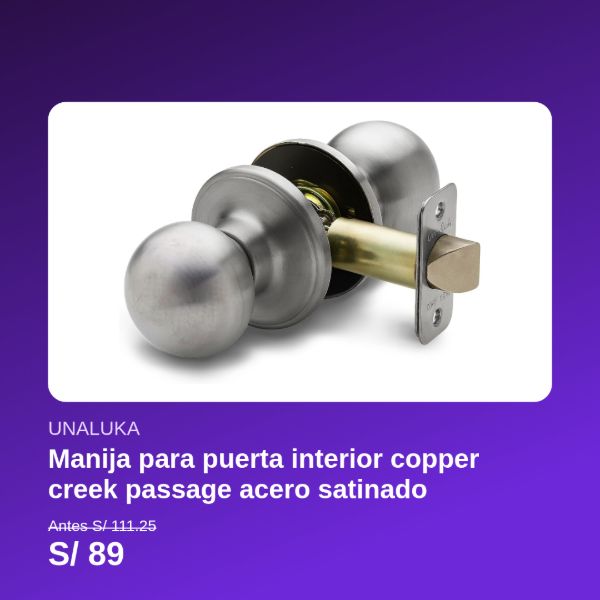 UNALUKA
Manija para puerta interior copper
creek passage acero satinado
Antes S/ 111.25
S/ 89